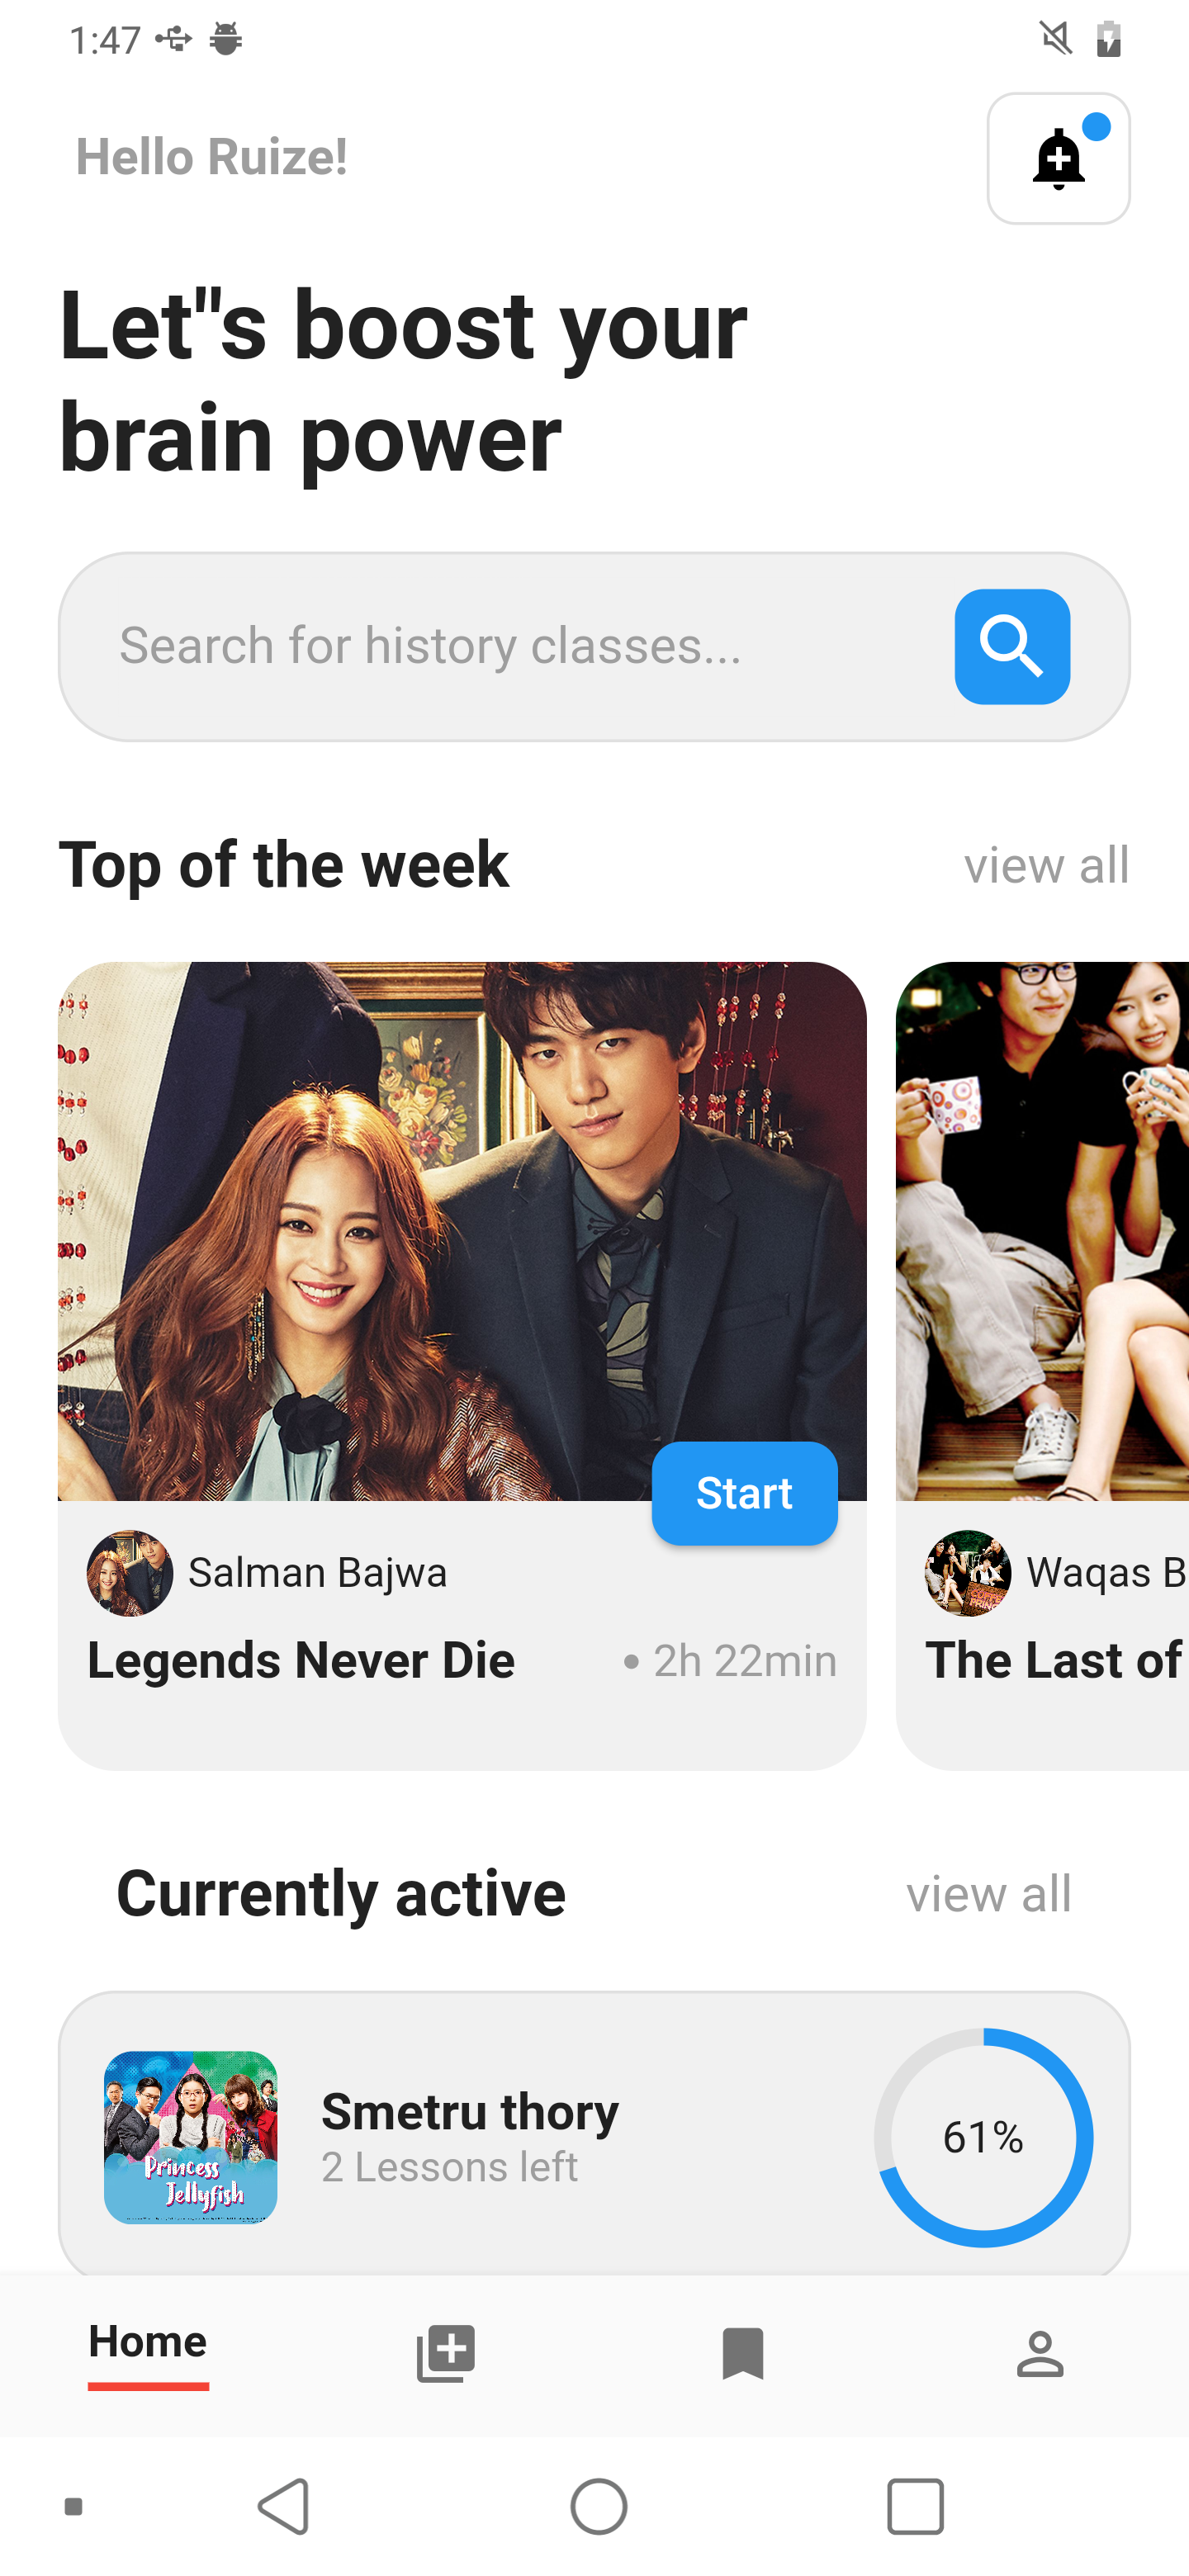 1:47
Hello Ruize!
Let"s boost your
brain power
Search for history classes...
Top of the week
view all
Start
Salman Bajwa
Waqas B
Legends Never Die
2h 22min
The Last of
Currently active
view all
Princess
Jellyfish
Smetru thory
2 Lessons left
61%
Home